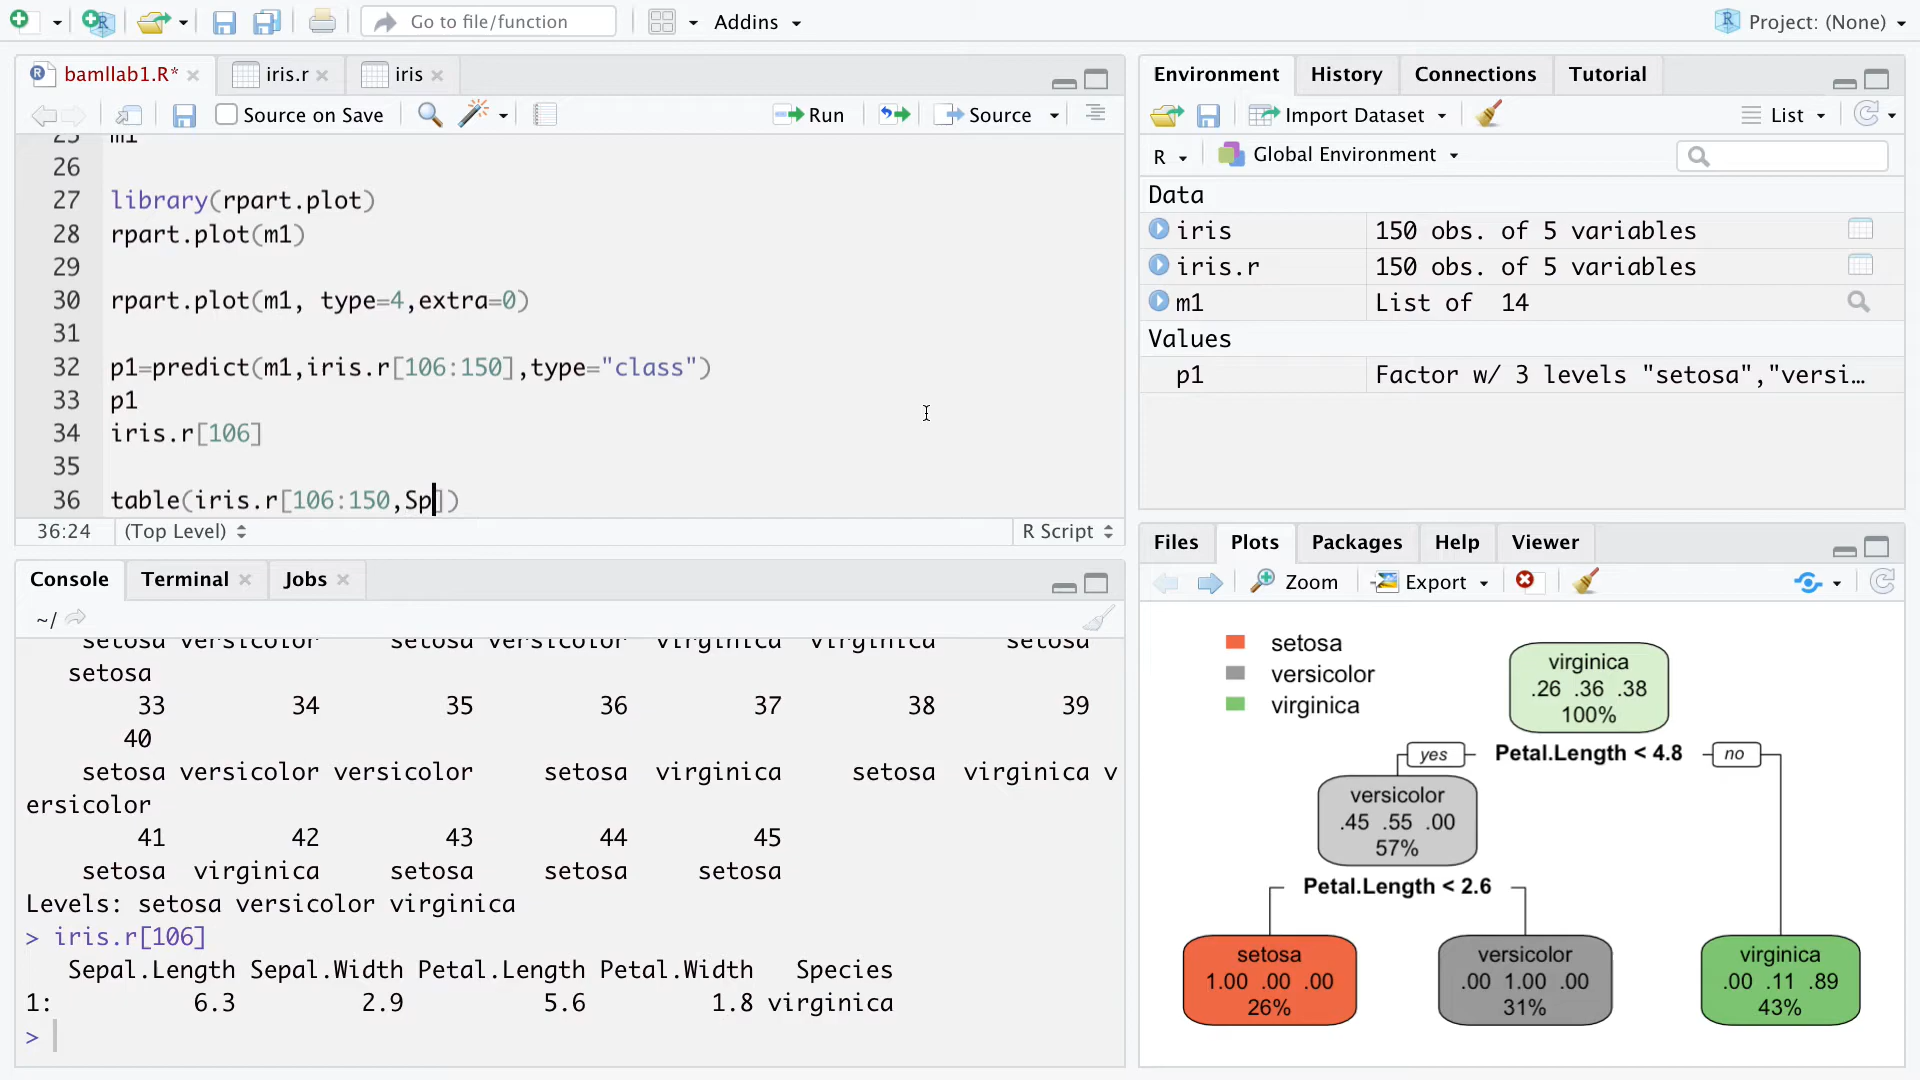 Go to file/function
Addins
Project: (None)
bamllab1.R*
iris.r
iris
Source on Save
Run
Source
25 m1
26
27 library(rpart.plot)
28 rpart.plot(m1)
29
30 rpart.plot(m1, type=4,extra=0)
31
32 p1=predict(m1,iris.r[106:150],type="class")
33 p1
34 iris.r[106]
35
36 table(iris.r[106:150,Sp])
36:24 (Top Level) R Script
Console Terminal Jobs
~/
setosa versicolor setosa versicolor virginica virginica setosa
setosa
33 34 35 36 37 38 39
40
setosa versicolor versicolor setosa virginica setosa virginica v
ersicolor
41 42 43 44 45
setosa virginica setosa setosa setosa
Levels: setosa versicolor virginica
> iris.r[106]
Sepal.Length Sepal.Width Petal.Length Petal.Width Species
1: 6.3 2.9 5.6 1.8 virginica
>
Environment History Connections Tutorial
Import Dataset
List
R Global Environment
Data
iris 150 obs. of 5 variables
iris.r 150 obs. of 5 variables
m1 List of 14
Values
p1 Factor w/ 3 levels "setosa","versi…
Files Plots Packages Help Viewer
Zoom Export
setosa
versicolor
virginica
virginica
.26 .36 .38
100%
yes Petal.Length < 4.8 no
versicolor
.45 .55 .00
57%
Petal.Length < 2.6
setosa
1.00 .00 .00
26%
versicolor
.00 1.00 .00
31%
virginica
.00 .11 .89
43%